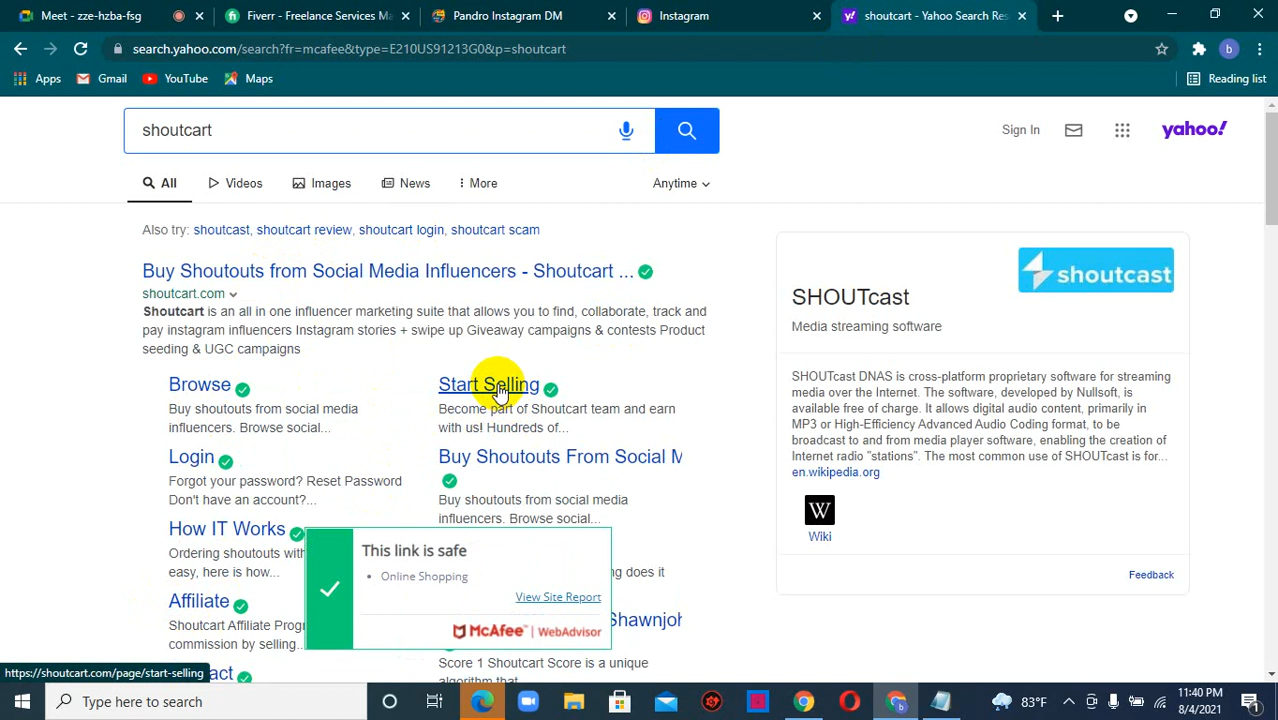 Meet - zze-hzba-fsg
Fiverr - Freelance Services Ma
Pandro Instagram DM
Instagram
shoutcart - Yahoo Search Res
search.yahoo.com/search?fr=mcafee&type=E210US91213G0&p=shoutcart
Apps
Gmail
YouTube
Maps
Reading list
b
shoutcart
Sign In
yahoo!
All
Videos
Images
News
More
Anytime
Also try: shoutcast, shoutcart review, shoutcart login, shoutcart scam
Buy Shoutouts from Social Media Influencers - Shoutcart ...
shoutcart.com
Shoutcart is an all in one influencer marketing suite that allows you to find, collaborate, track and
pay instagram influencers Instagram stories + swipe up Giveaway campaigns & contests Product
seeding & UGC campaigns
Browse
Buy shoutouts from social media
influencers. Browse social...
Start Selling
Become part of Shoutcart team and earn
with us! Hundreds of...
Login
Forgot your password? Reset Password
Don't have an account?...
Buy Shoutouts From Social M
Buy shoutouts from social media
influencers. Browse social...
How IT Works
Ordering shoutouts with
easy, here is how...
ng does it
Affiliate
Shoutcart Affiliate Progr
commission by selling...
Shawnjoh
Score 1 Shoutcart Score is a unique
algorithm that
act
This link is safe
• Online Shopping
View Site Report
McAfee™ | WebAdvisor
SHOUTcast
shoutcast
Media streaming software
SHOUTcast DNAS is cross-platform proprietary software for streaming
media over the Internet. The software, developed by Nullsoft, is
available free of charge. It allows digital audio content, primarily in
MP3 or High-Efficiency Advanced Audio Coding format, to be
broadcast to and from media player software, enabling the creation of
Internet radio "stations". The most common use of SHOUTcast is for...
en.wikipedia.org
W
Wiki
Feedback
https://shoutcart.com/page/start-selling
Type here to search
83°F
11:40 PM
8/4/2021